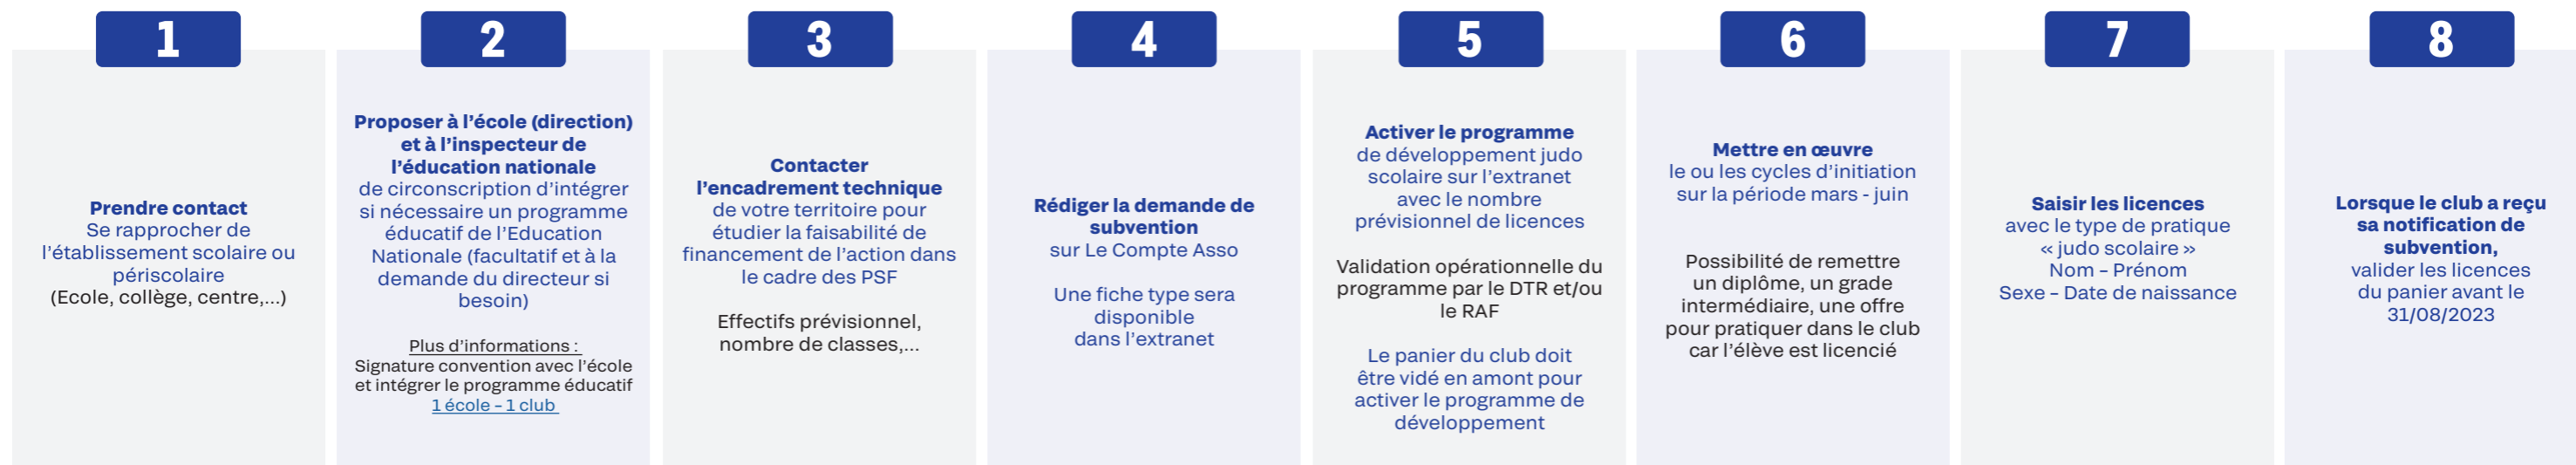 1
Prendre contact
Se rapprocher de
l'établissement scolaire ou
périscolaire
(Ecole, collège, centre,...)
2
Proposer à l'école (direction)
et à l'inspecteur de
l'éducation nationale
de circonscription d'intégrer
si nécessaire un programme
éducatif de l'Education
Nationale (facultatif et à la
demande du directeur si
besoin)
Plus d'informations :
Signature convention avec l'école
et intégrer le programme éducatif
1 école – 1 club
3
Contacter
l'encadrement technique
de votre territoire pour
étudier la faisabilité de
financement de l'action dans
le cadre des PSF
Effectifs prévisionnel,
nombre de classes,...
4
Rédiger la demande de
subvention
sur Le Compte Asso
Une fiche type sera
disponible
dans l'extranet
5
Activer le programme
de développement judo
scolaire sur l'extranet
avec le nombre
prévisionnel de licences
Validation opérationnelle du
programme par le DTR et/ou
le RAF
Le panier du club doit
être vidé en amont pour
activer le programme de
développement
6
Mettre en œuvre
le ou les cycles d'initiation
sur la période mars - juin
Possibilité de remettre
un diplôme, un grade
intermédiaire, une offre
pour pratiquer dans le club
car l'élève est licencié
7
Saisir les licences
avec le type de pratique
« judo scolaire »
Nom – Prénom
Sexe – Date de naissance
8
Lorsque le club a reçu
sa notification de
subvention,
valider les licences
du panier avant le
31/08/2023